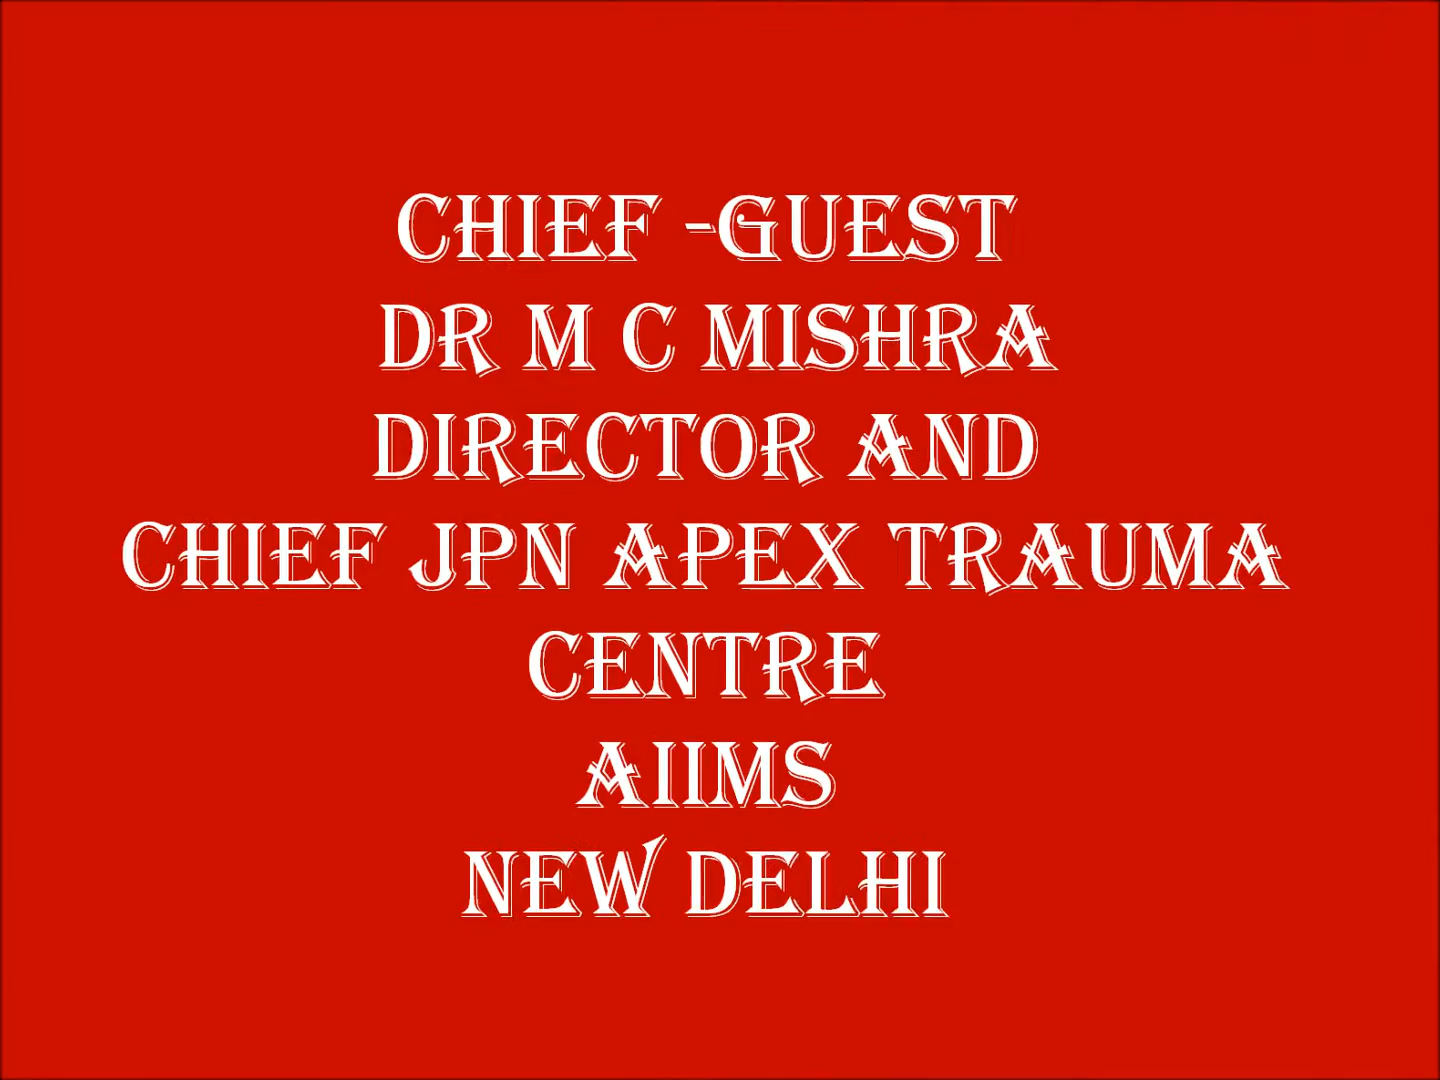 CHIEF -GUEST
DR M C MISHRA
DIRECTOR AND
CHIEF JPN APEX TRAUMA
CENTRE
AIIMS
NEW DELHI